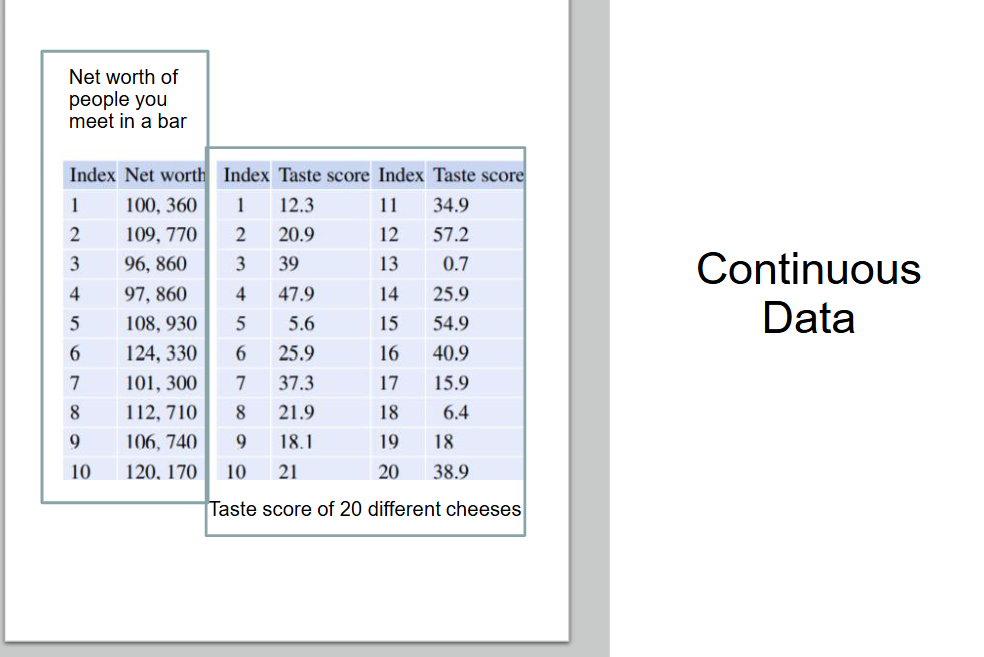 Net worth of
people you
meet in a bar
Index Net worth
1 100, 360
2 109, 770
3 96, 860
4 97, 860
5 108, 930
6 124, 330
7 101, 300
8 112, 710
9 106, 740
10 120, 170
Index Taste score Index Taste score
1 12.3 11 34.9
2 20.9 12 57.2
3 39 13 0.7
4 47.9 14 25.9
5 5.6 15 54.9
6 25.9 16 40.9
7 37.3 17 15.9
8 21.9 18 6.4
9 18.1 19 18
10 21 20 38.9
Taste score of 20 different cheeses
Continuous
Data